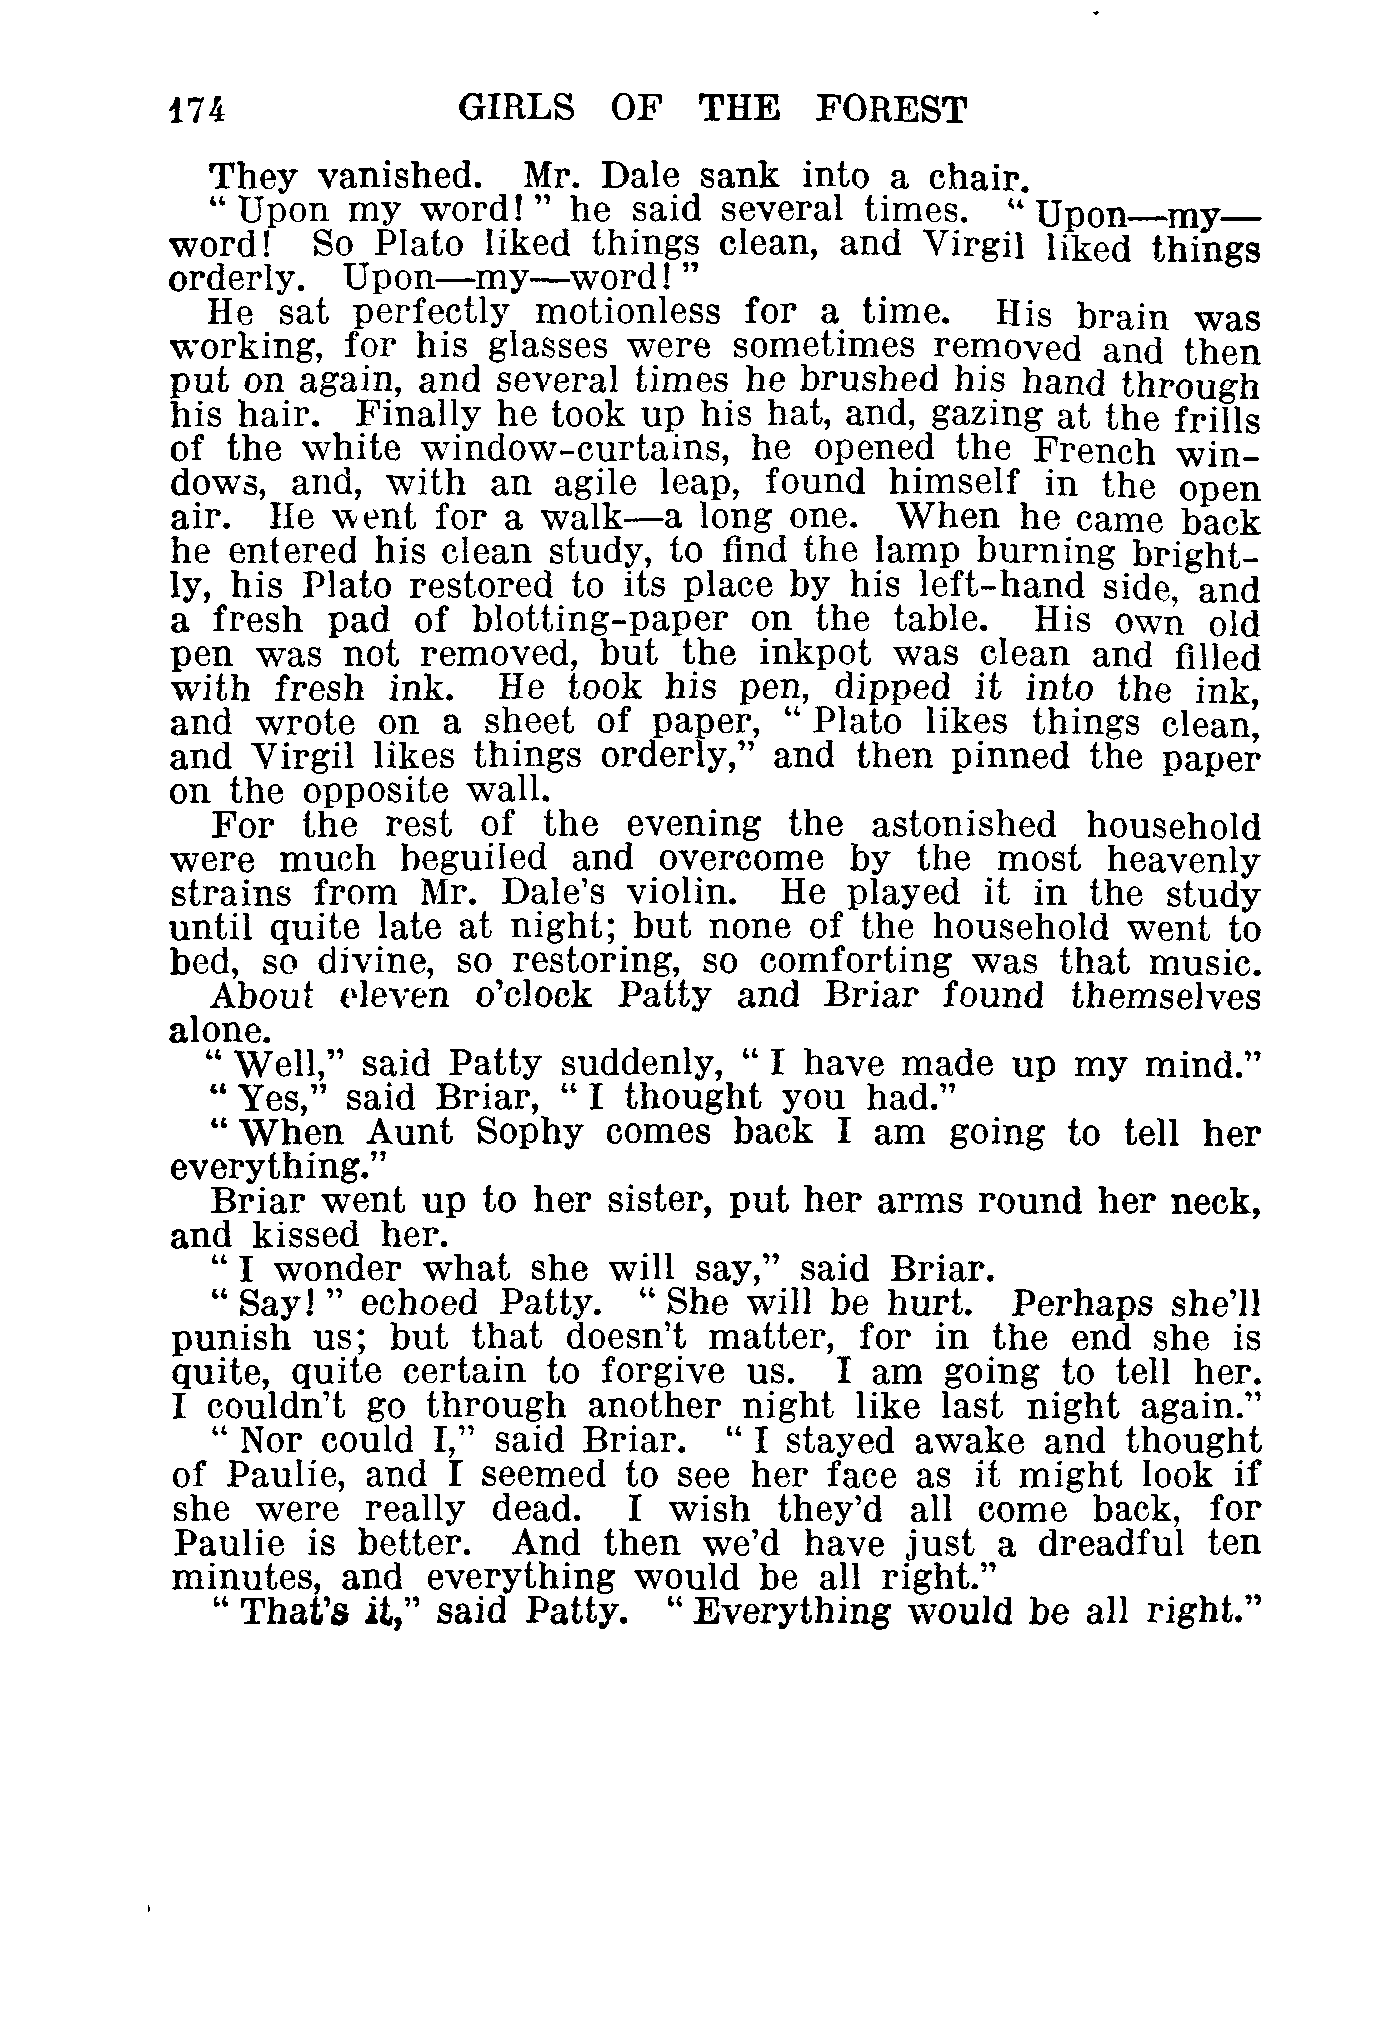 174 GIRLS OF THE FOREST
They vanished. Mr. Dale sank into a chair.
“Upon my word!” he said several times. “Upon—my—
word! So Plato liked things clean, and Virgil liked things
orderly. Upon—my—word!”
He sat perfectly motionless for a time. His brain was
working, for his glasses were sometimes removed and then
put on again, and several times he brushed his hand through
his hair. Finally he took up his hat, and, gazing at the frills
of the white window-curtains, he opened the French win-
dows, and, with an agile leap, found himself in the open
air. He went for a walk—a long one. When he came back
he entered his clean study, to find the lamp burning bright-
ly, his Plato restored to its place by his left-hand side, and
a fresh pad of blotting-paper on the table. His own old
pen was not removed, but the inkpot was clean and filled
with fresh ink. He took his pen, dipped it into the ink,
and wrote on a sheet of paper, “Plato likes things clean,
and Virgil likes things orderly,” and then pinned the paper
on the opposite wall.
For the rest of the evening the astonished household
were much beguiled and overcome by the most heavenly
strains from Mr. Dale’s violin. He played it in the study
until quite late at night; but none of the household went to
bed, so divine, so restoring, so comforting was that music.
About eleven o’clock Patty and Briar found themselves
alone.
“Well,” said Patty suddenly, “I have made up my mind.”
“Yes,” said Briar, “I thought you had.”
“When Aunt Sophy comes back I am going to tell her
everything.”
Briar went up to her sister, put her arms round her neck,
and kissed her.
“I wonder what she will say,” said Briar.
“Say!” echoed Patty. “She will be hurt. Perhaps she’ll
punish us; but that doesn’t matter, for in the end she is
quite, quite certain to forgive us. I am going to tell her.
I couldn’t go through another night like last night again.”
“Nor could I,” said Briar. “I stayed awake and thought
of Paulie, and I seemed to see her face as it might look if
she were really dead. I wish they’d all come back, for
Paulie is better. And then we’d have just a dreadful ten
minutes, and everything would be all right.”
“That’s it,” said Patty. “Everything would be all right.”